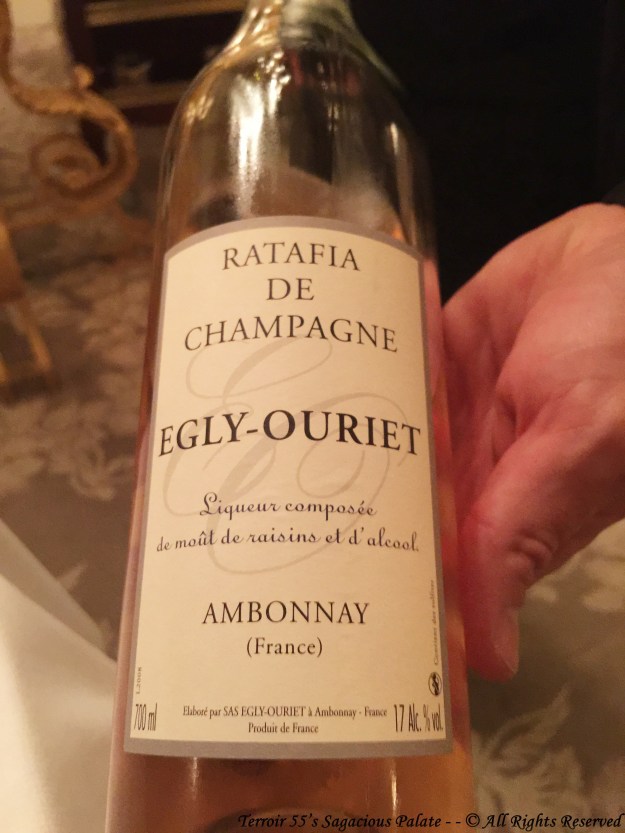 RATAFIA
DE
CHAMPAGNE
EGLY-OURIET
Liqueur composée
de moût de raisins et d'alcool.
AMBONNAY
(France)
700 ml
Elaboré par SAS EGLY-OURIET à Ambonnay - France
Produit de France
17 Alc. % vol.
Terroir 55's Sagacious Palate - - © All Rights Reserved